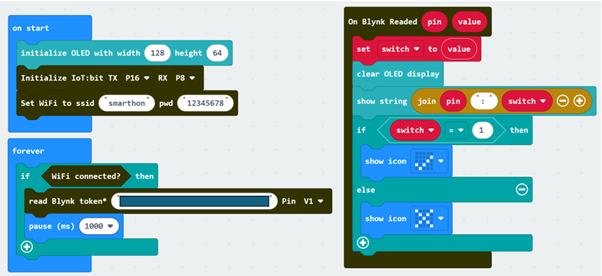 on start
initialize OLED with width 128 height 64
Initialize IoT:bit TX P16 RX P8
Set WiFi to ssid "smarthon" pwd "12345678"
forever
if WiFi connected? then
read Blynk token* Pin V1
pause (ms) 1000
On Blynk Readed pin value
set switch to value
clear OLED display
show string join pin ":" switch
if switch = 1 then
show icon
else
show icon